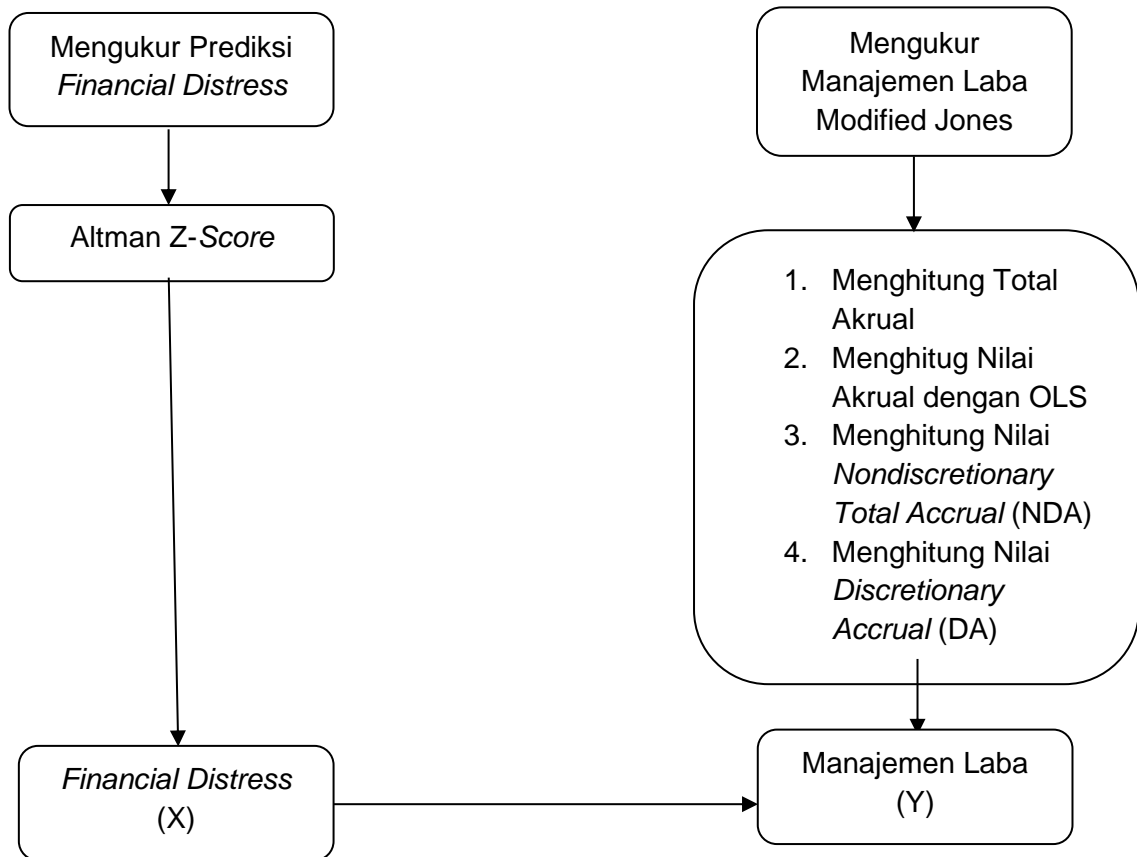 Mengukur Prediksi
Financial Distress
Altman Z-Score
Financial Distress
(X)
Mengukur
Manajemen Laba
Modified Jones
1. Menghitung Total
Akrual
2. Menghitug Nilai
Akrual dengan OLS
3. Menghitung Nilai
Nondiscretionary
Total Accrual (NDA)
4. Menghitung Nilai
Discretionary
Accrual (DA)
Manajemen Laba
(Y)